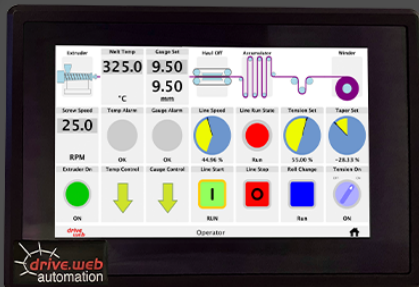 Extruder Melt Temp Gauge Set Haul Off Accumulator Winder
325.0 9.50
9.50
°C mm
Screw Speed Temp Alarm Gauge Alarm Line Speed Line Run State Tension Set Taper Set
25.0
RPM OK OK 44.96 % Run 55.00 % -28.33 %
Extruder On Temp Control Gauge Control Line Start Line Stop Roll Change Tension On
I O
ON RUN Run ON
drive.web Operator
drive.web
automation